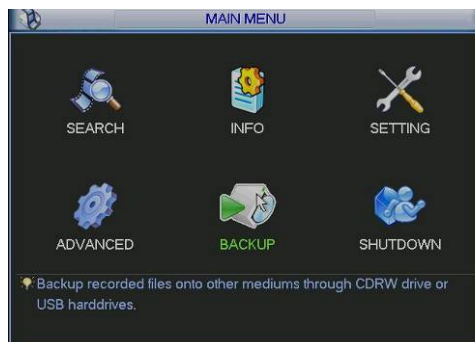 MAIN MENU
SEARCH
INFO
SETTING
ADVANCED
BACKUP
SHUTDOWN
Backup recorded files onto other mediums through CDRW drive or
USB harddrives.